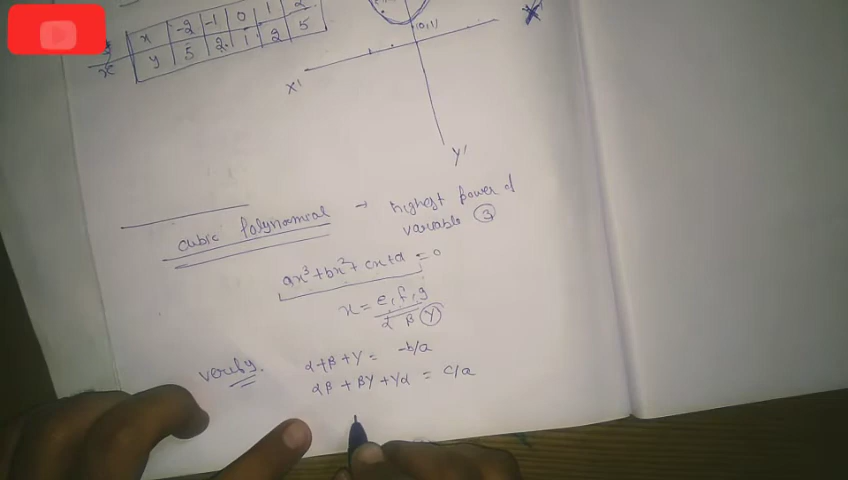 x -2 -1 0 1 2
y 5 2 1 2 5
x
(0,1)
X'
Y'
cubic Polynomial → highest power of
variable 3
ax³+bx²+cx+d = 0
x = e, f, g
α β γ
verify. α+β+γ = -b/a
αβ + βγ + γα = c/a